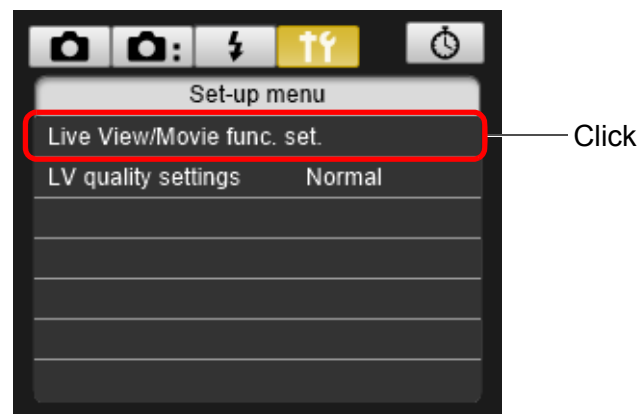 Set-up menu
Live View/Movie func. set.
Click
LV quality settings Normal